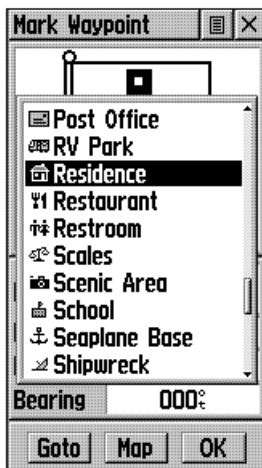 Mark Waypoint
Post Office
RV Park
Residence
Restaurant
Restroom
Scales
Scenic Area
School
Seaplane Base
Shipwreck
Bearing 000°t
Goto Map OK